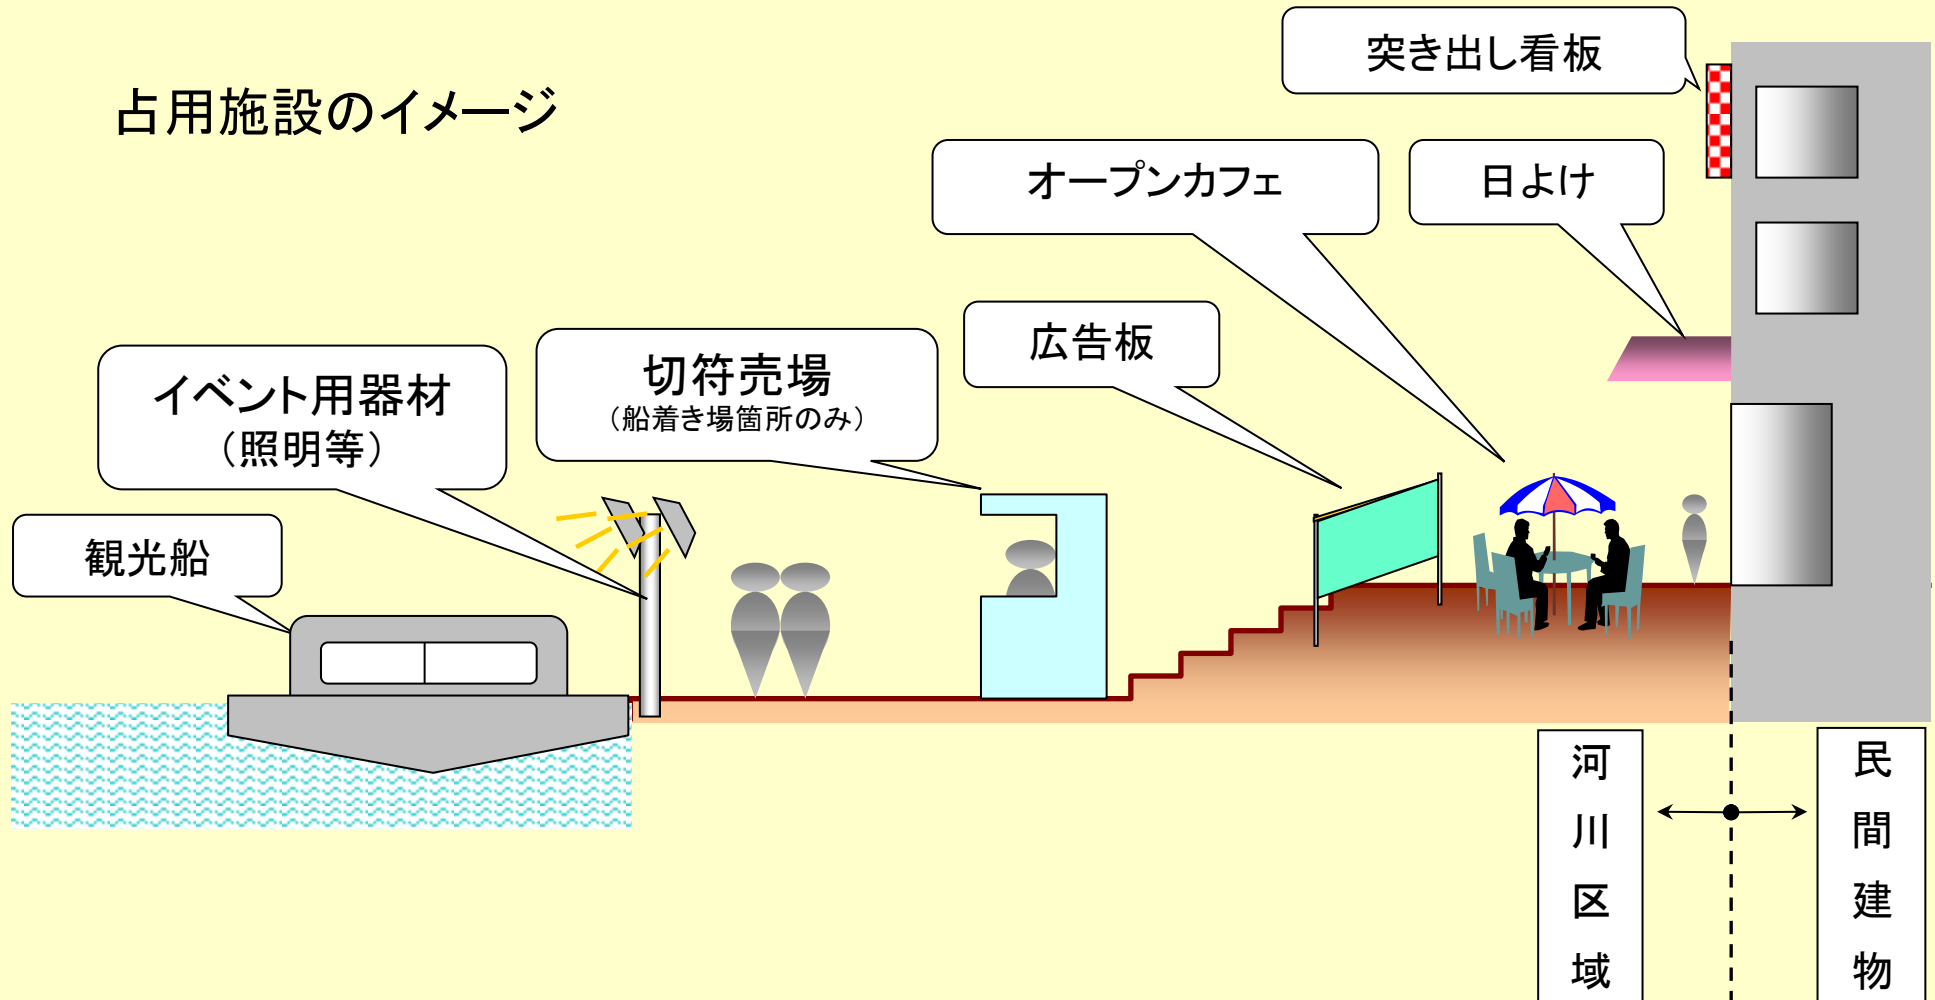 占用施設のイメージ
突き出し看板
オープンカフェ
日よけ
広告板
切符売場
（船着き場箇所のみ）
イベント用器材
（照明等）
観光船
河川区域
民間建物